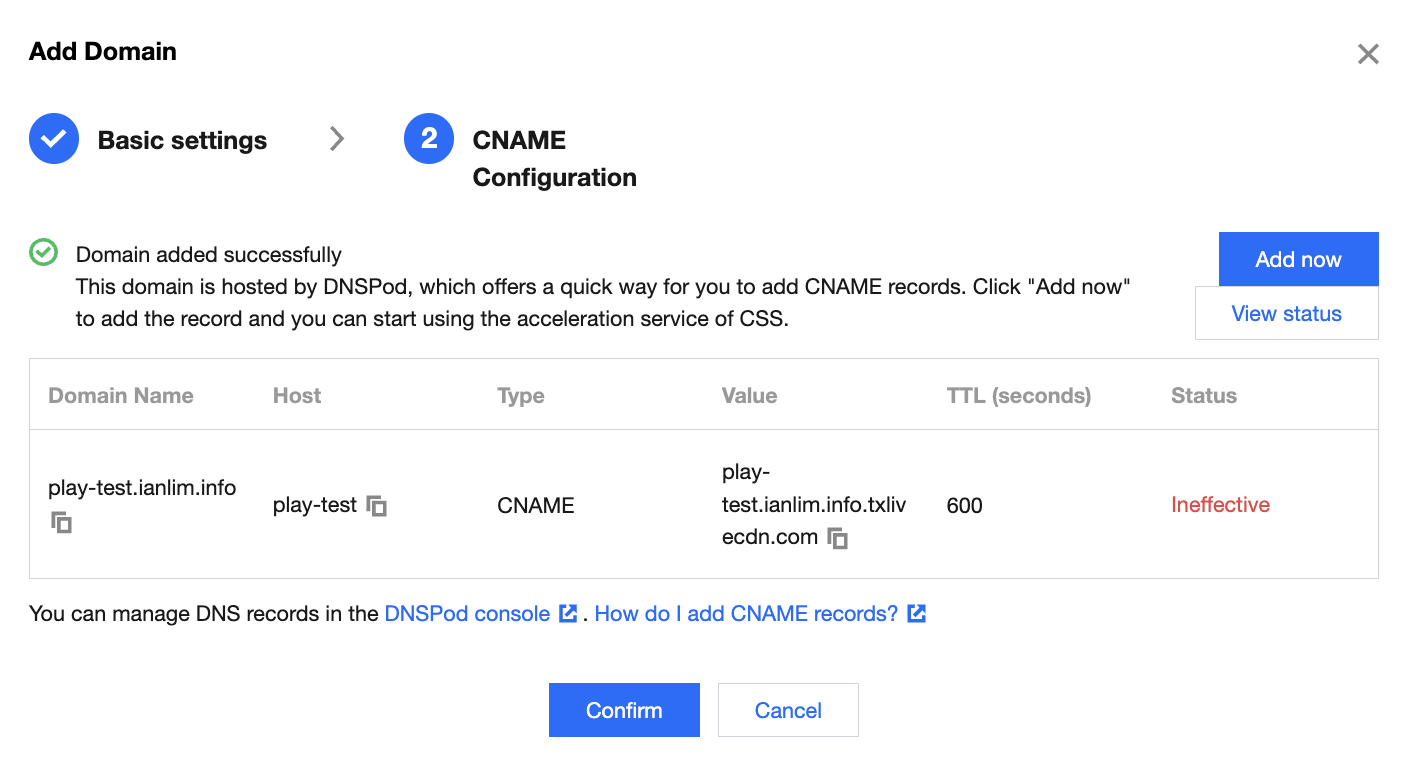 Add Domain
Basic settings
2
CNAME
Configuration
Domain added successfully
This domain is hosted by DNSPod, which offers a quick way for you to add CNAME records. Click "Add now"
to add the record and you can start using the acceleration service of CSS.
Add now
View status
Domain Name Host Type Value TTL (seconds) Status
play-test.ianlim.info
play-test
CNAME
play-
test.ianlim.info.txliv
ecdn.com
600
Ineffective
You can manage DNS records in the DNSPod console . How do I add CNAME records?
Confirm Cancel